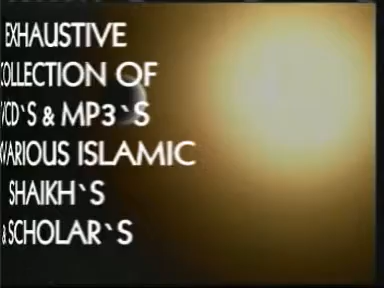 EXHAUSTIVE
COLLECTION OF
VCD`S & MP3`S
VARIOUS ISLAMIC
SHAIKH`S
& SCHOLAR`S